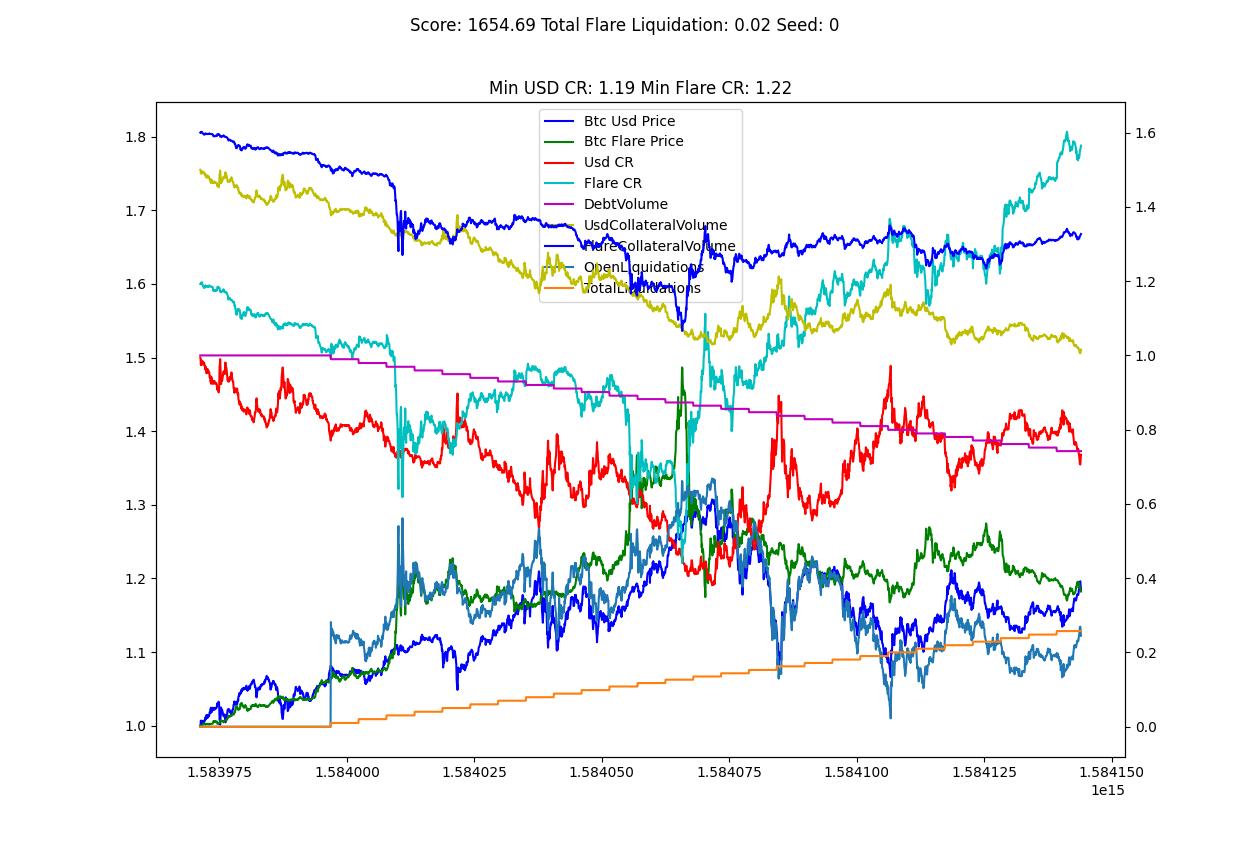 Score: 1654.69 Total Flare Liquidation: 0.02 Seed: 0
Min USD CR: 1.19 Min Flare CR: 1.22
Btc Usd Price
Btc Flare Price
Usd CR
Flare CR
DebtVolume
UsdCollateralVolume
FlareCollateralVolume
OpenLiquidations
TotalLiquidations
1.8
1.7
1.6
1.5
1.4
1.3
1.2
1.1
1.0
1.6
1.4
1.2
1.0
0.8
0.6
0.4
0.2
0.0
1.583975 1.584000 1.584025 1.584050 1.584075 1.584100 1.584125 1.584150
1e15